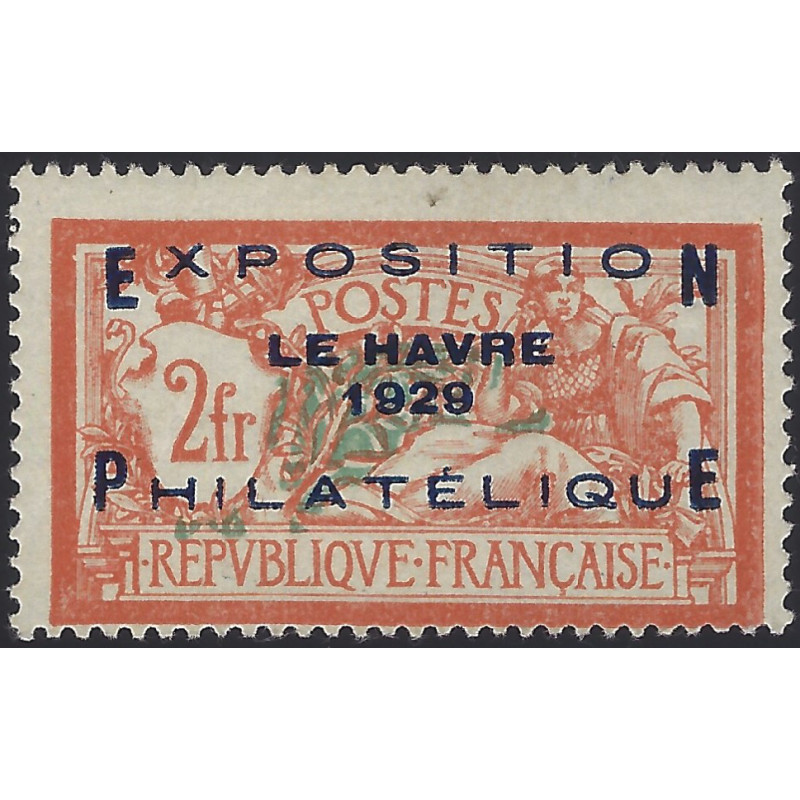 EXPOSITION
POSTES
LE HAVRE
2fr
1929
PHILATÉLIQUE
·REPVBLIQVE·FRANÇAISE·